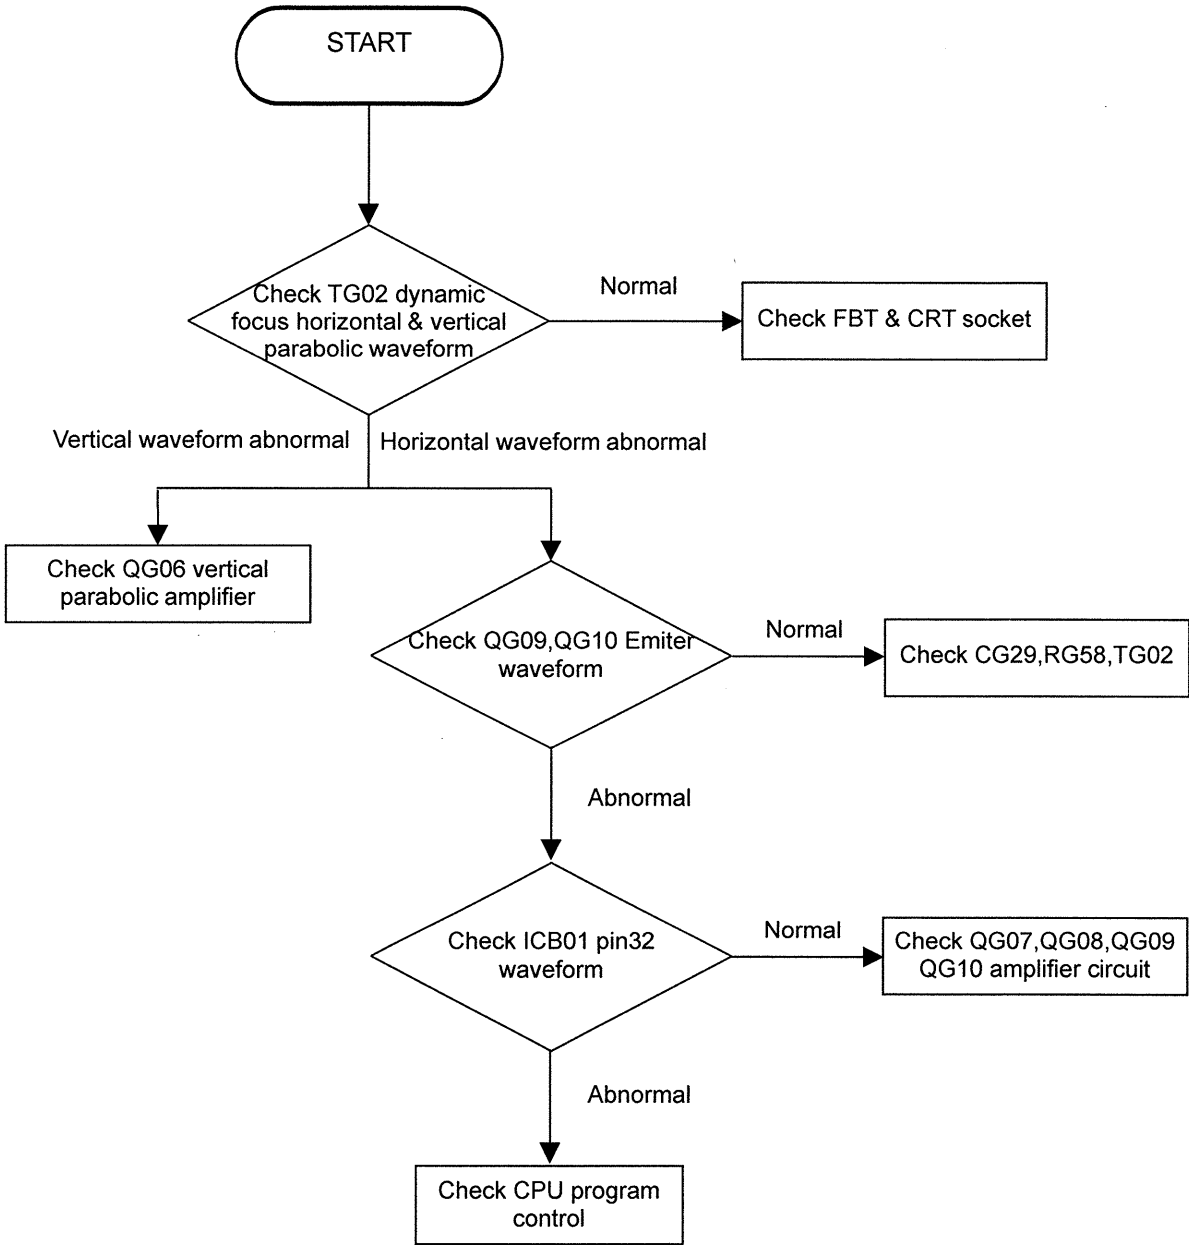 START
Check TG02 dynamic
focus horizontal & vertical
parabolic waveform
Normal
Check FBT & CRT socket
Vertical waveform abnormal
Horizontal waveform abnormal
Check QG06 vertical
parabolic amplifier
Check QG09,QG10 Emiter
waveform
Normal
Check CG29,RG58,TG02
Abnormal
Check ICB01 pin32
waveform
Normal
Check QG07,QG08,QG09
QG10 amplifier circuit
Abnormal
Check CPU program
control